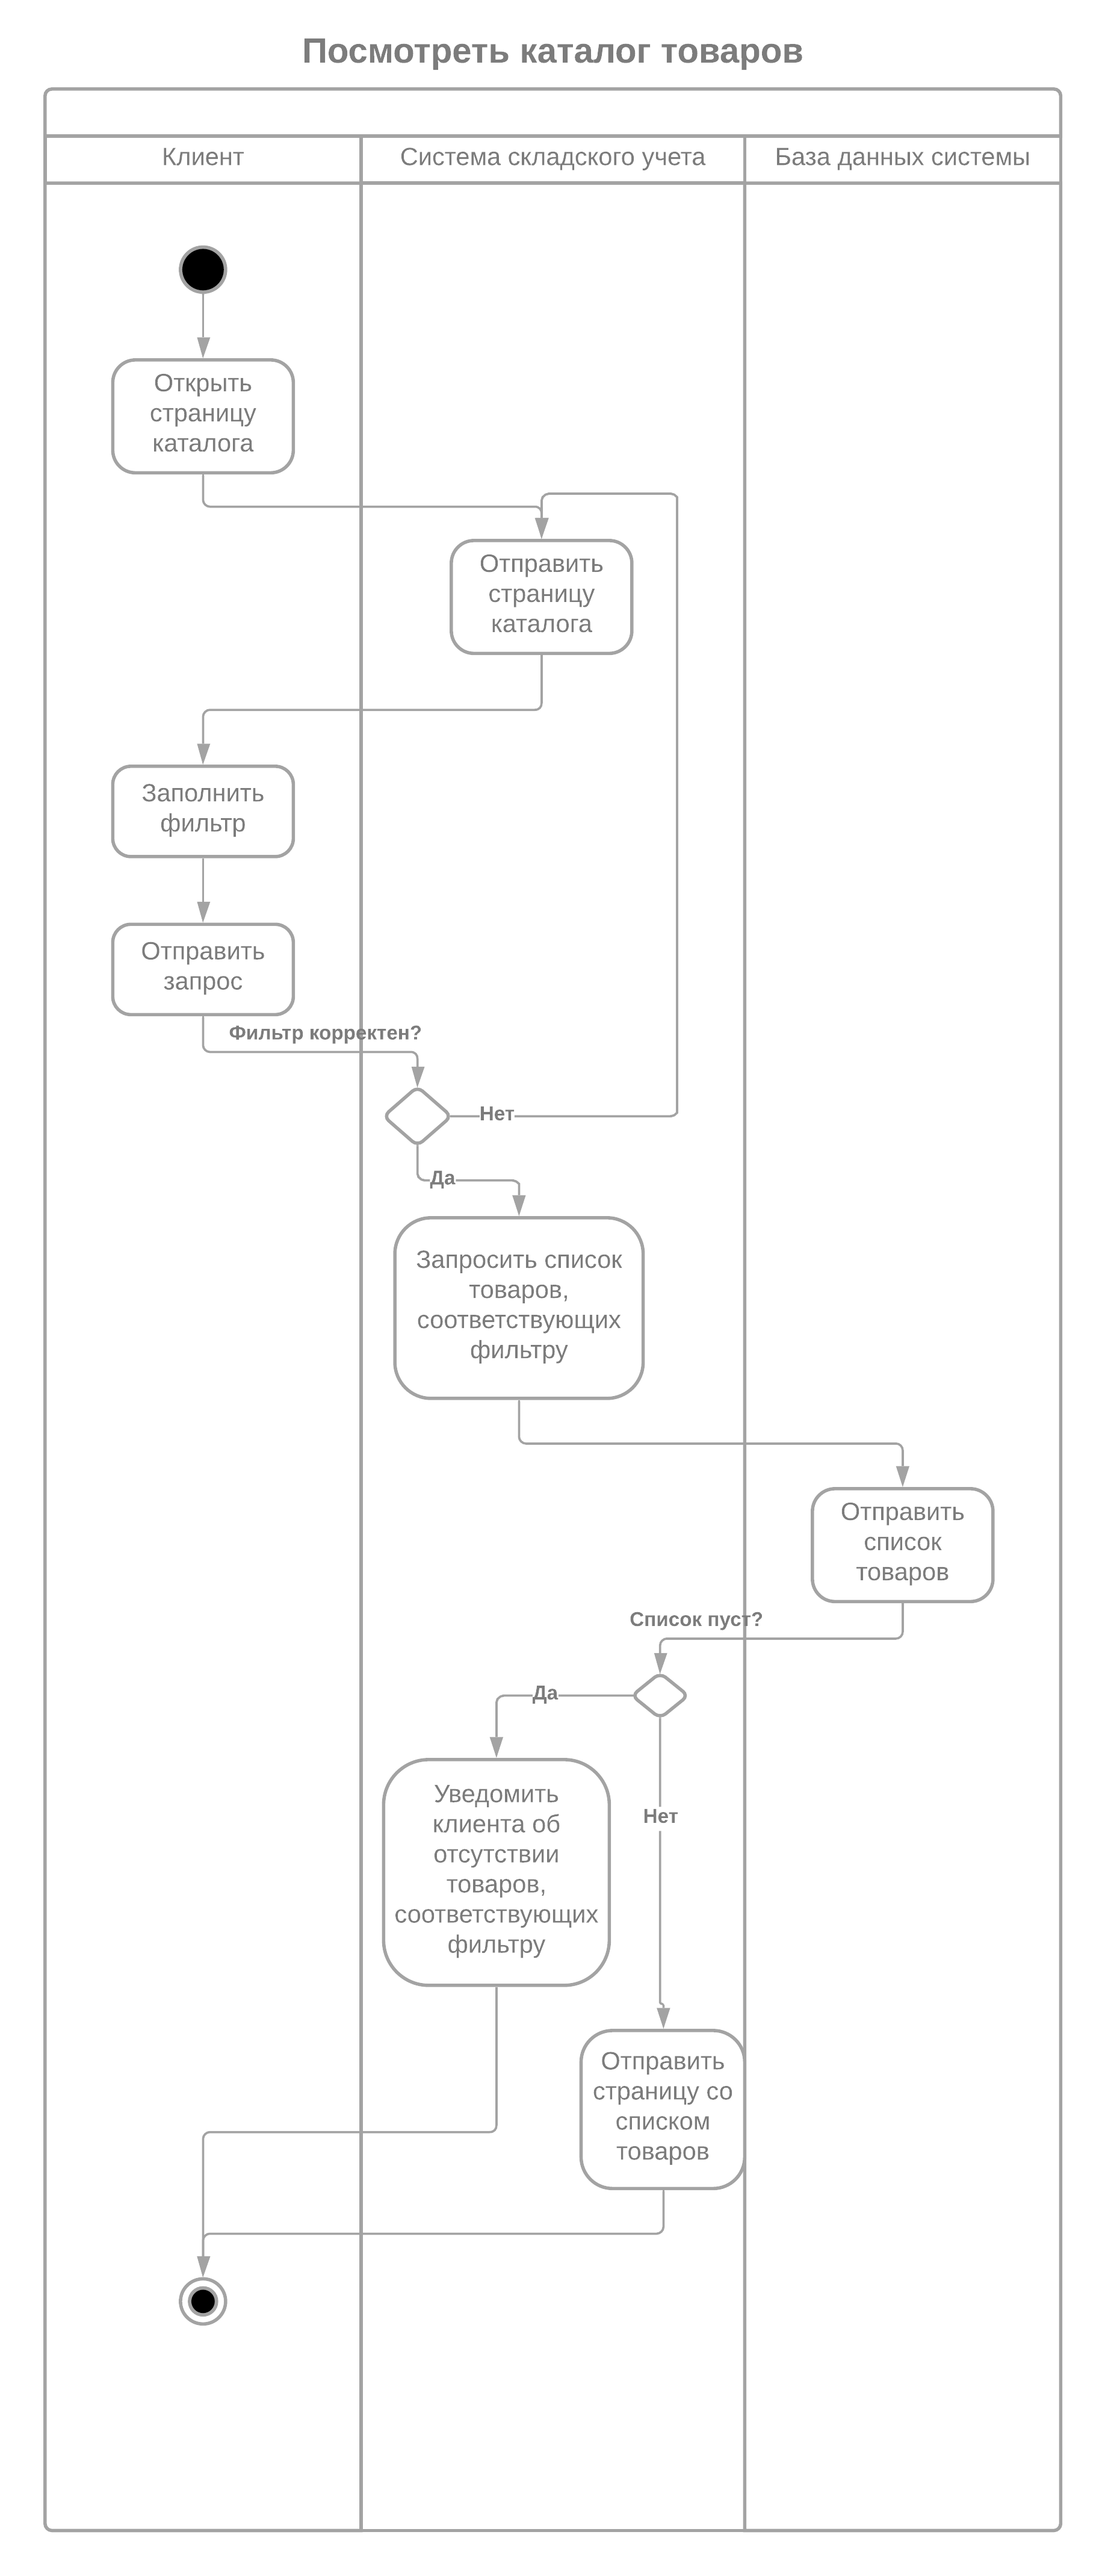 Посмотреть каталог товаров
Клиент
Система складского учета
База данных системы
Открыть
страницу
каталога
Отправить
страницу
каталога
Заполнить
фильтр
Отправить
запрос
Фильтр корректен?
Нет
Да
Запросить список
товаров,
соответствующих
фильтру
Отправить
список
товаров
Список пуст?
Да
Уведомить
клиента об
отсутствии
товаров,
соответствующих
фильтру
Нет
Отправить
страницу со
списком
товаров